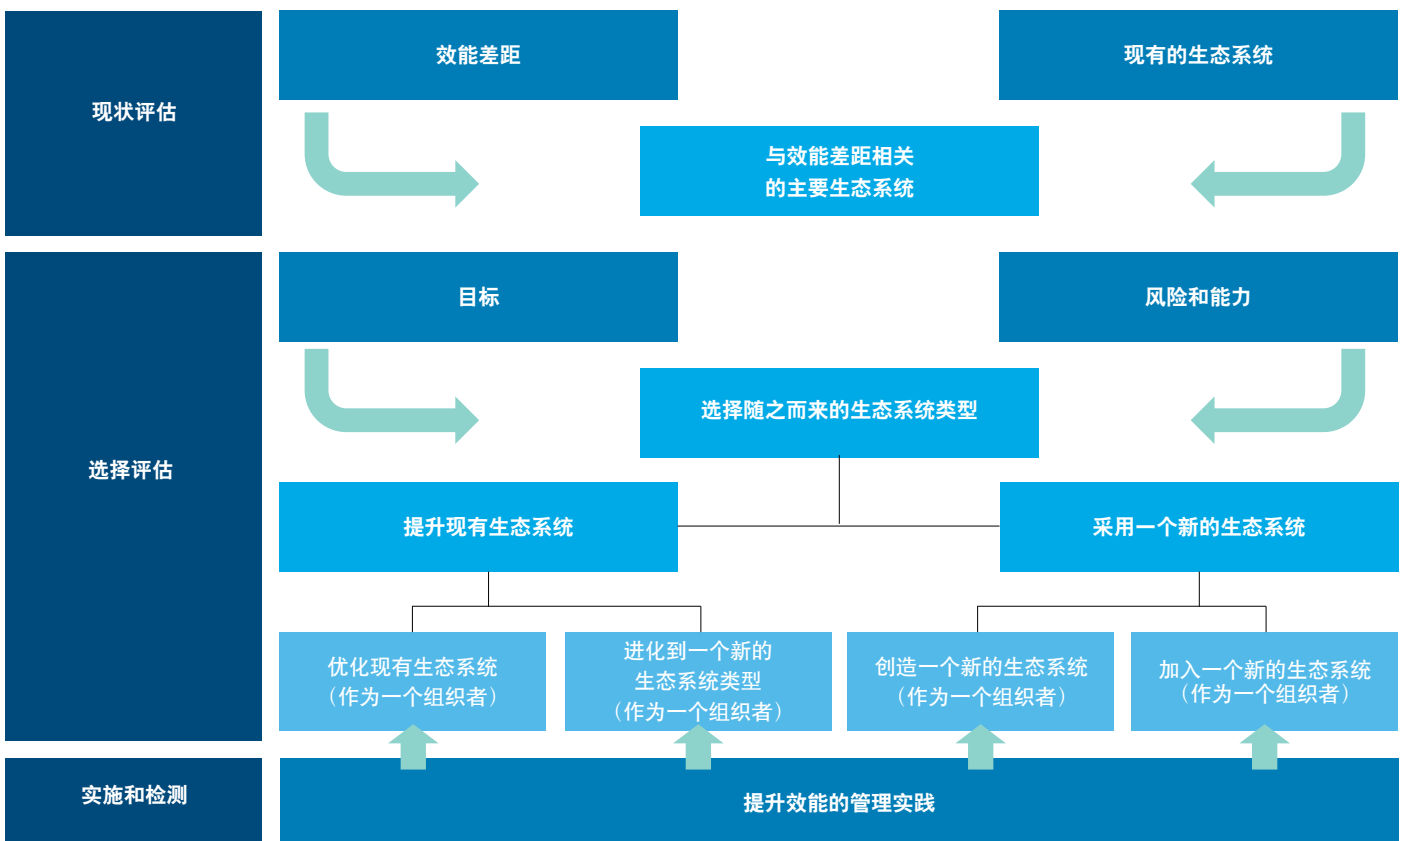 现状评估
效能差距
现有的生态系统
与效能差距相关
的主要生态系统
选择评估
目标
风险和能力
选择随之而来的生态系统类型
提升现有生态系统
采用一个新的生态系统
优化现有生态系统
（作为一个组织者）
进化到一个新的
生态系统类型
（作为一个组织者）
创造一个新的生态系统
（作为一个组织者）
加入一个新的生态系统
（作为一个组织者）
实施和检测
提升效能的管理实践